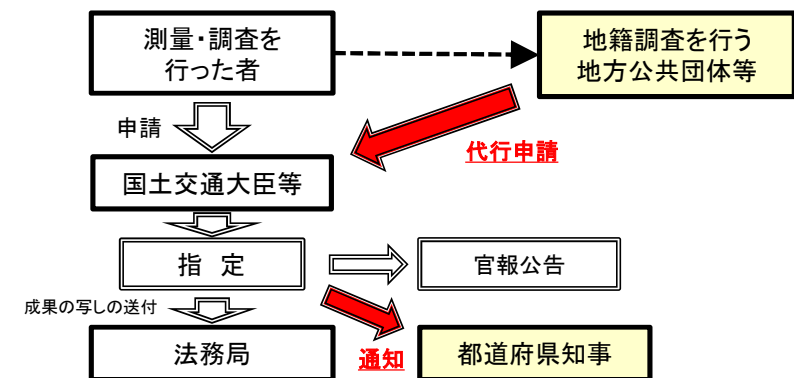 測量・調査を
行った者
地籍調査を行う
地方公共団体等
申請
代行申請
国土交通大臣等
指 定
官報公告
成果の写しの送付
法務局
通知
都道府県知事